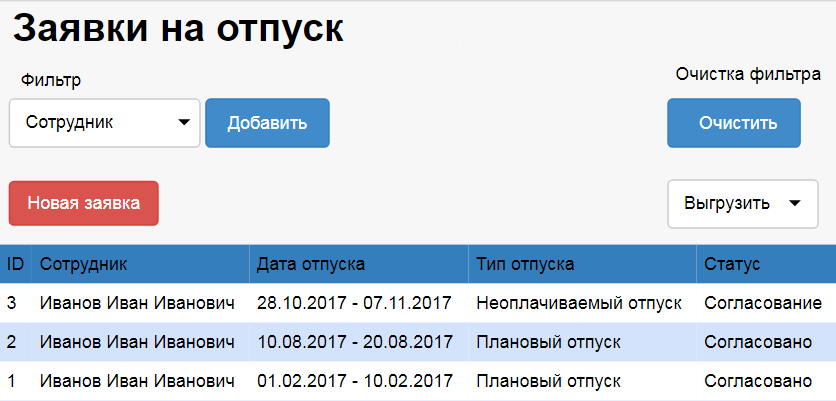 Заявки на отпуск
Фильтр
Очистка фильтра
Сотрудник Добавить Очистить
Новая заявка Выгрузить
ID Сотрудник Дата отпуска Тип отпуска Статус
3 Иванов Иван Иванович 28.10.2017 - 07.11.2017 Неоплачиваемый отпуск Согласование
2 Иванов Иван Иванович 10.08.2017 - 20.08.2017 Плановый отпуск Согласовано
1 Иванов Иван Иванович 01.02.2017 - 10.02.2017 Плановый отпуск Согласовано